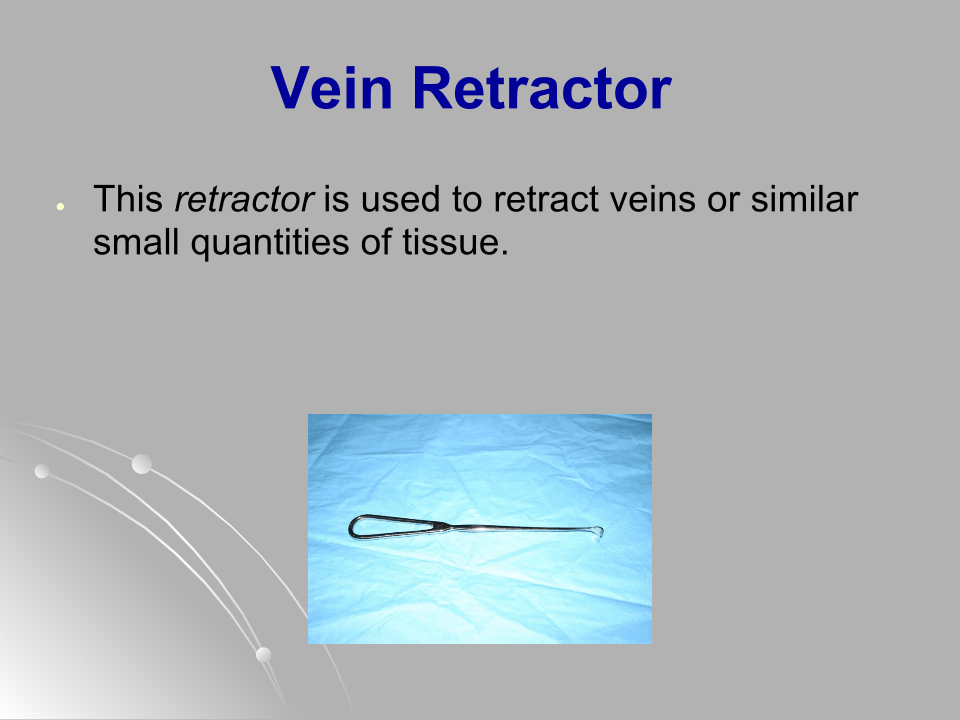 Vein Retractor
This retractor is used to retract veins or similar
small quantities of tissue.